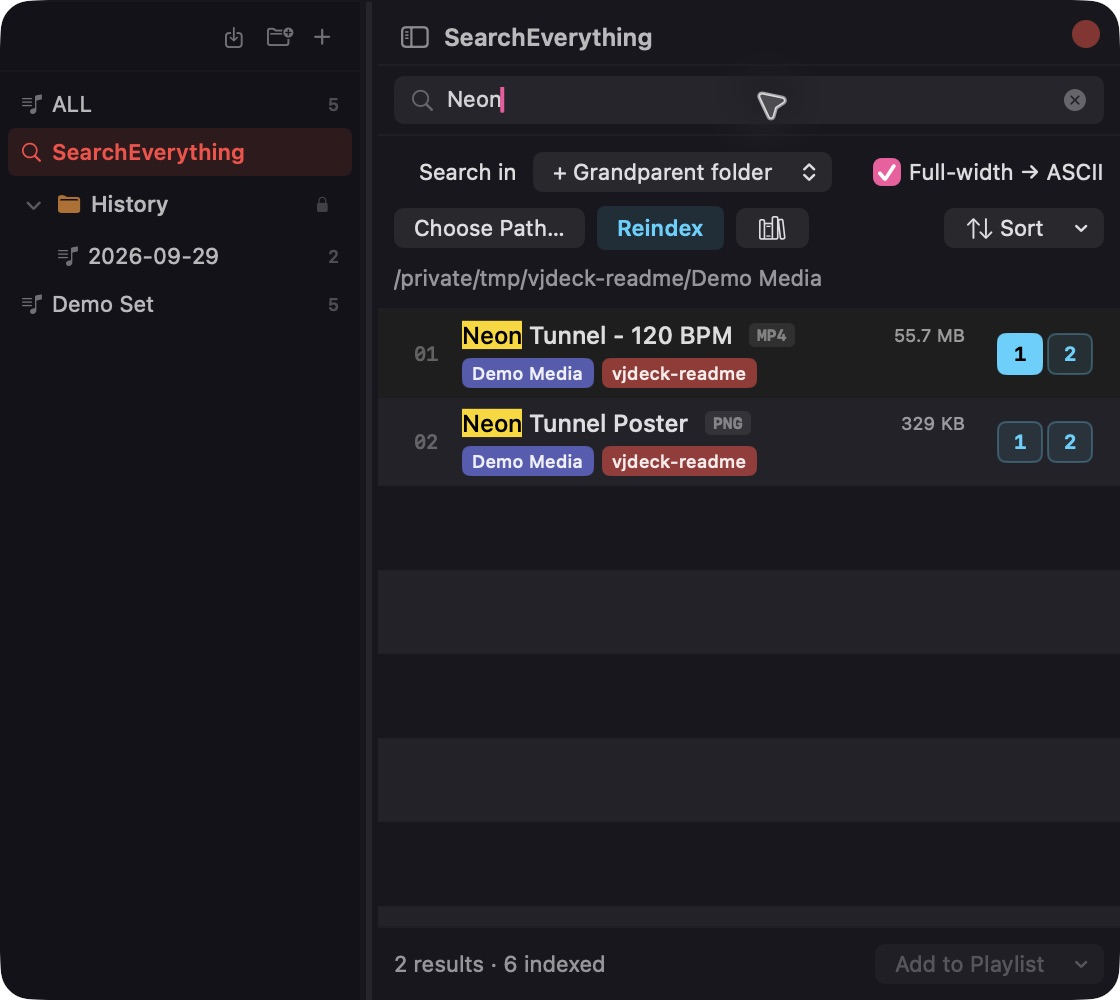 SearchEverything
ALL 5
SearchEverything
History
2026-09-29 2
Demo Set 5
Neon
Search in + Grandparent folder Full-width → ASCII
Choose Path... Reindex Sort
/private/tmp/vjdeck-readme/Demo Media
01 Neon Tunnel - 120 BPM MP4 55.7 MB 1 2
Demo Media vjdeck-readme
02 Neon Tunnel Poster PNG 329 KB 1 2
Demo Media vjdeck-readme
2 results · 6 indexed Add to Playlist